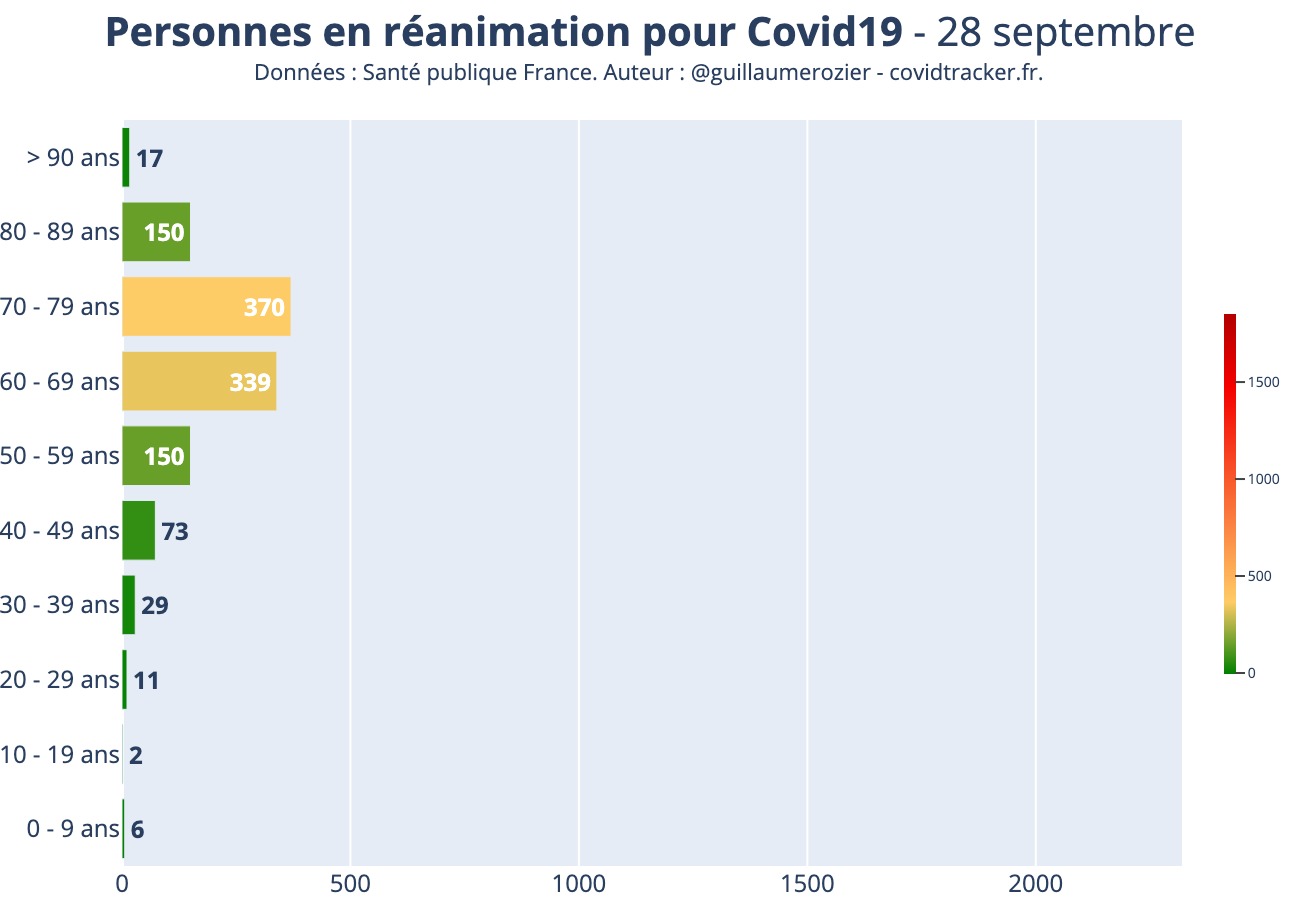 Personnes en réanimation pour Covid19 - 28 septembre
Données : Santé publique France. Auteur : @guillaumerozier - covidtracker.fr.
> 90 ans 17
80 - 89 ans 150
70 - 79 ans 370
60 - 69 ans 339
50 - 59 ans 150
40 - 49 ans 73
30 - 39 ans 29
20 - 29 ans 11
10 - 19 ans 2
0 - 9 ans 6
0 500 1000 1500 2000
1500
1000
500
0